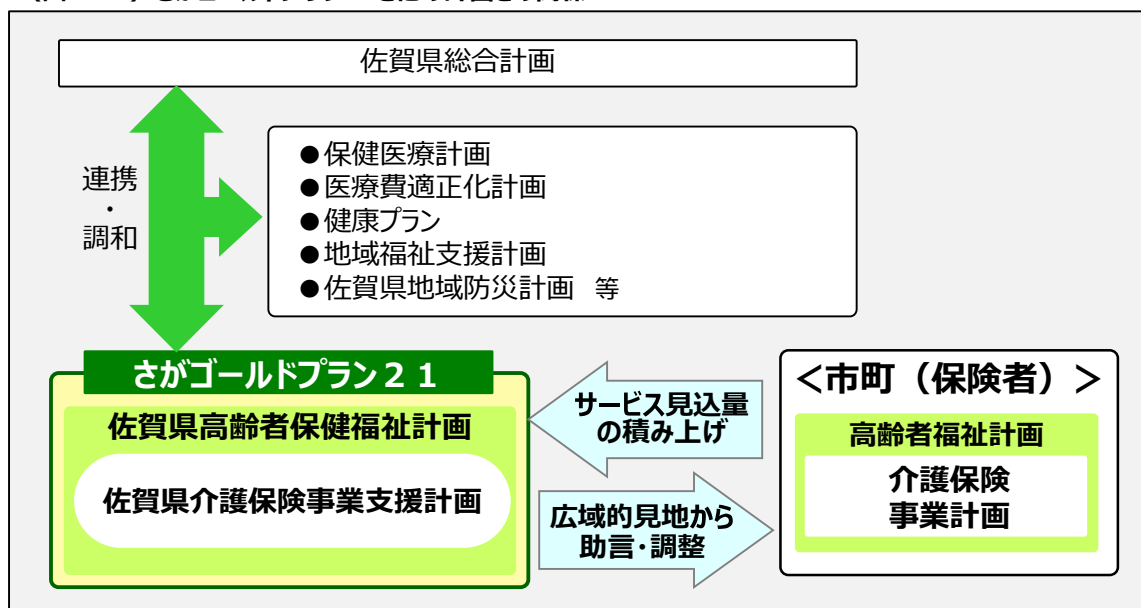 佐賀県総合計画
連携
・
調和
●保健医療計画
●医療費適正化計画
●健康プラン
●地域福祉支援計画
●佐賀県地域防災計画 等
さがゴールドプラン２１
佐賀県高齢者保健福祉計画
佐賀県介護保険事業支援計画
サービス見込量
の積み上げ
広域的見地から
助言・調整
＜市町（保険者）＞
高齢者福祉計画
介護保険
事業計画